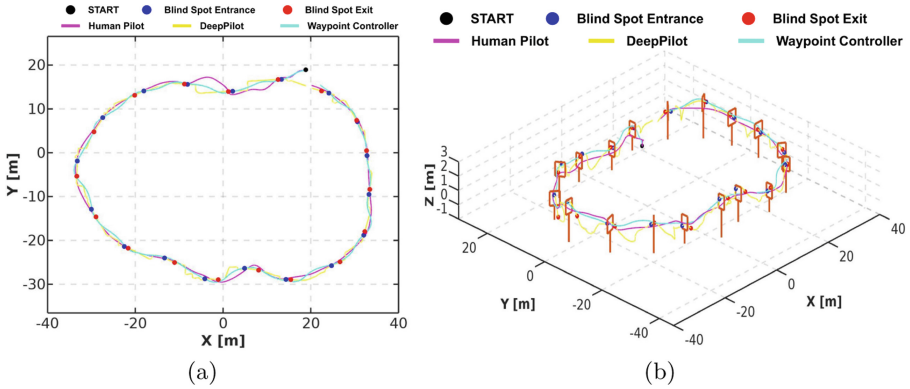 START Blind Spot Entrance Blind Spot Exit
Human Pilot DeepPilot Waypoint Controller
20
10
0
-10
-20
-30
Y [m]
-40 -20 0 20 40
X [m]
(a)
START Blind Spot Entrance Blind Spot Exit
Human Pilot DeepPilot Waypoint Controller
3
2
1
0
-1
Z [m]
20
0
-20
-40
Y [m]
40
20
0
-20
-40
X [m]
(b)